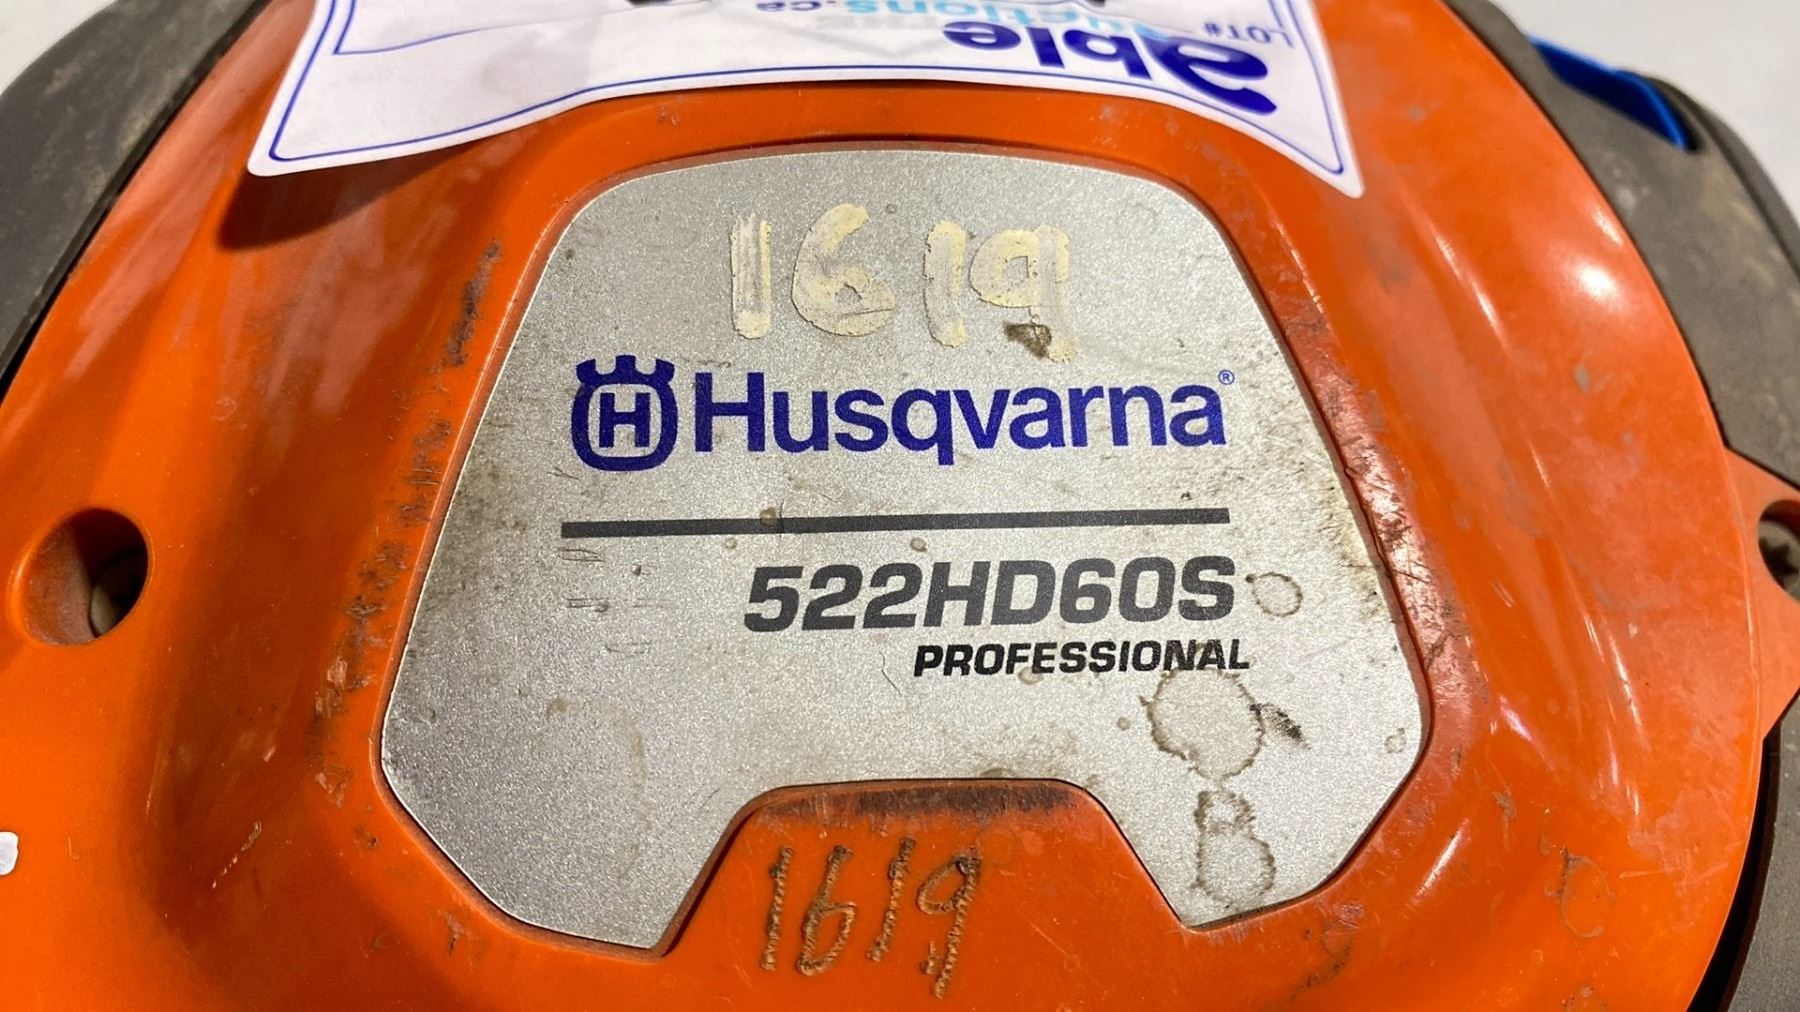 LOT#
able
auctions.ca
1619
H Husqvarna®
522HD60S
PROFESSIONAL
1619